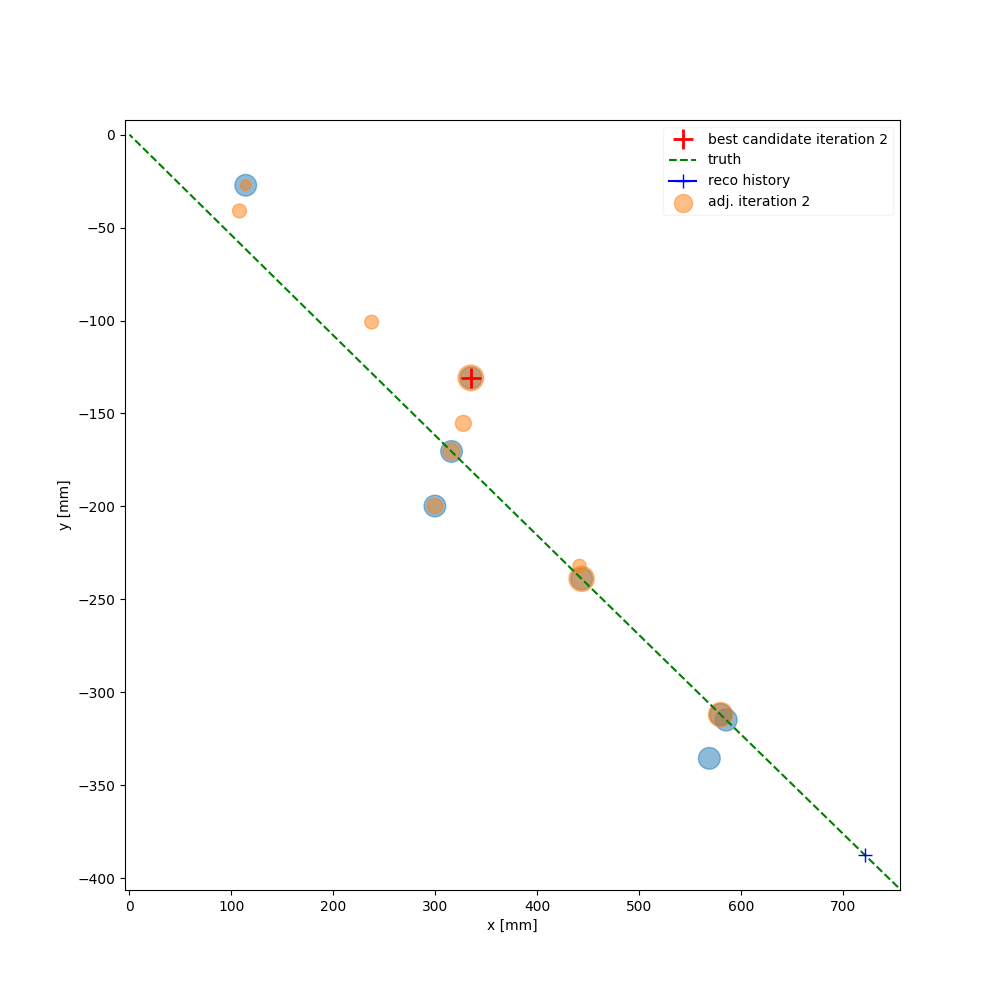 best candidate iteration 2
truth
reco history
adj. iteration 2
0
−50
−100
−150
−200
−250
−300
−350
−400
y [mm]
0 100 200 300 400 500 600 700
x [mm]